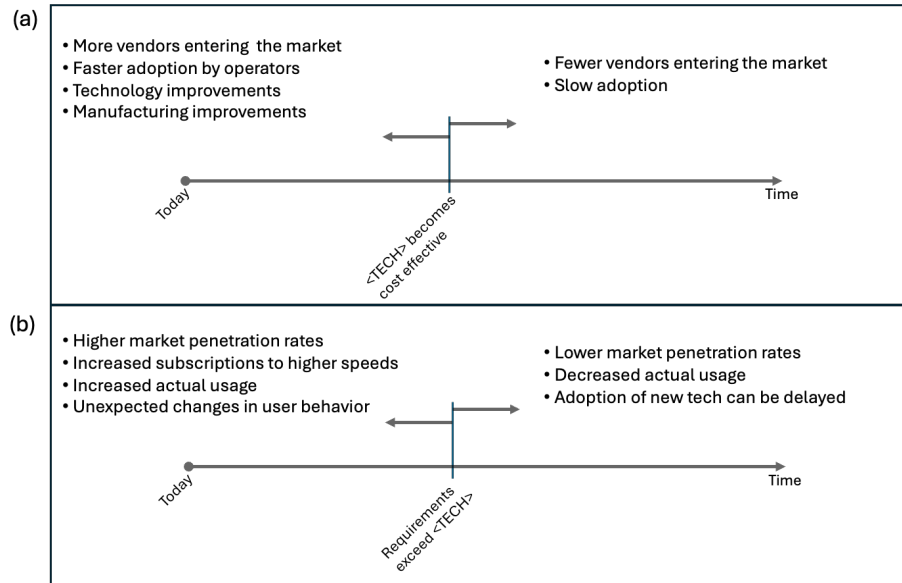 (a)
• More vendors entering the market
• Faster adoption by operators
• Technology improvements
• Manufacturing improvements
• Fewer vendors entering the market
• Slow adoption
Today
Time
<TECH> becomes
cost effective
(b)
• Higher market penetration rates
• Increased subscriptions to higher speeds
• Increased actual usage
• Unexpected changes in user behavior
• Lower market penetration rates
• Decreased actual usage
• Adoption of new tech can be delayed
Today
Time
Requirements
exceed <TECH>